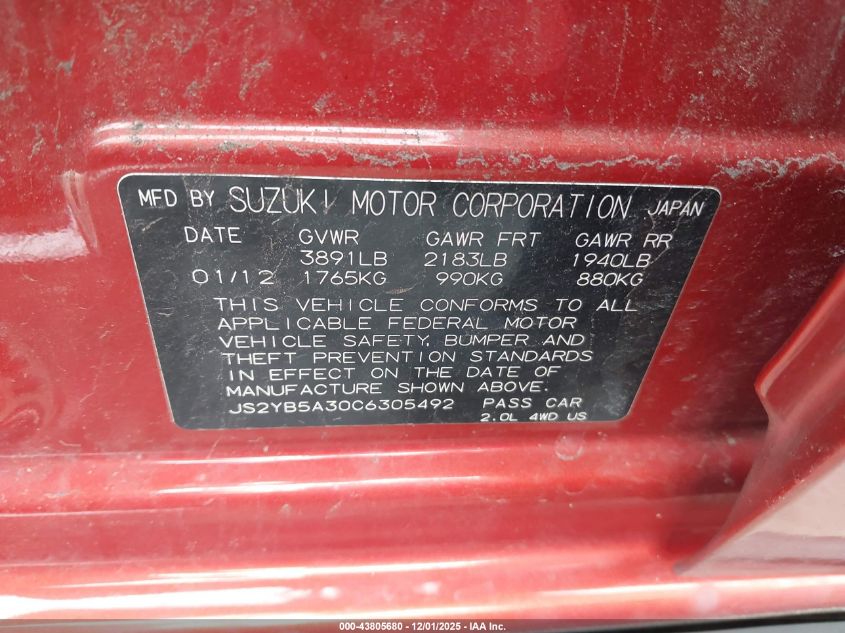 MFD BY SUZUKI MOTOR CORPORATION JAPAN
DATE GVWR GAWR FRT GAWR RR
3891LB 2183LB 1940LB
01/12 1765KG 990KG 880KG
THIS VEHICLE CONFORMS TO ALL
APPLICABLE FEDERAL MOTOR
VEHICLE SAFETY, BUMPER AND
THEFT PREVENTION STANDARDS
IN EFFECT ON THE DATE OF
MANUFACTURE SHOWN ABOVE.
JS2YB5A30C6305492 PASS CAR
2.0L 4WD US
000-43805680 - 12/01/2025 - IAA Inc.